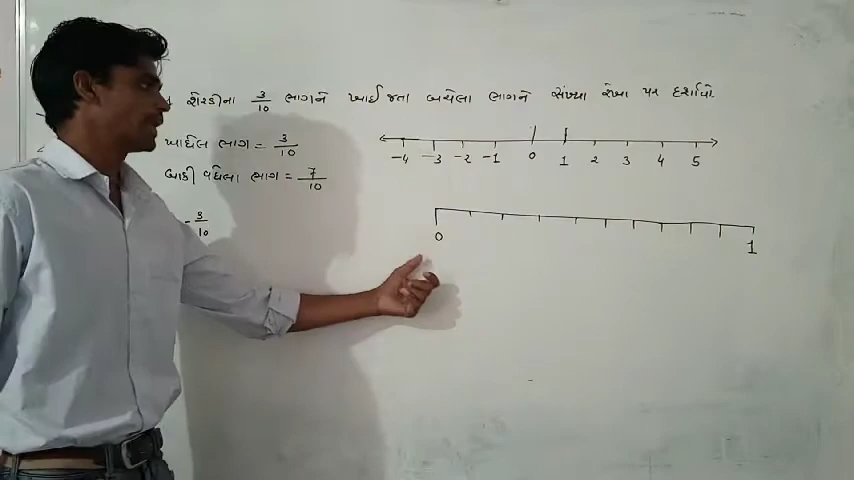 શેરડીના 3/10 ભાગને ખાઈ જતા બચેલા ભાગને સંખ્યા રેખા પર દર્શાવો.
ખાધેલ ભાગ = 3/10
-4 -3 -2 -1 0 1 2 3 4 5
બાકી વધેલા ભાગ = 7/10
- 3/10
0 1